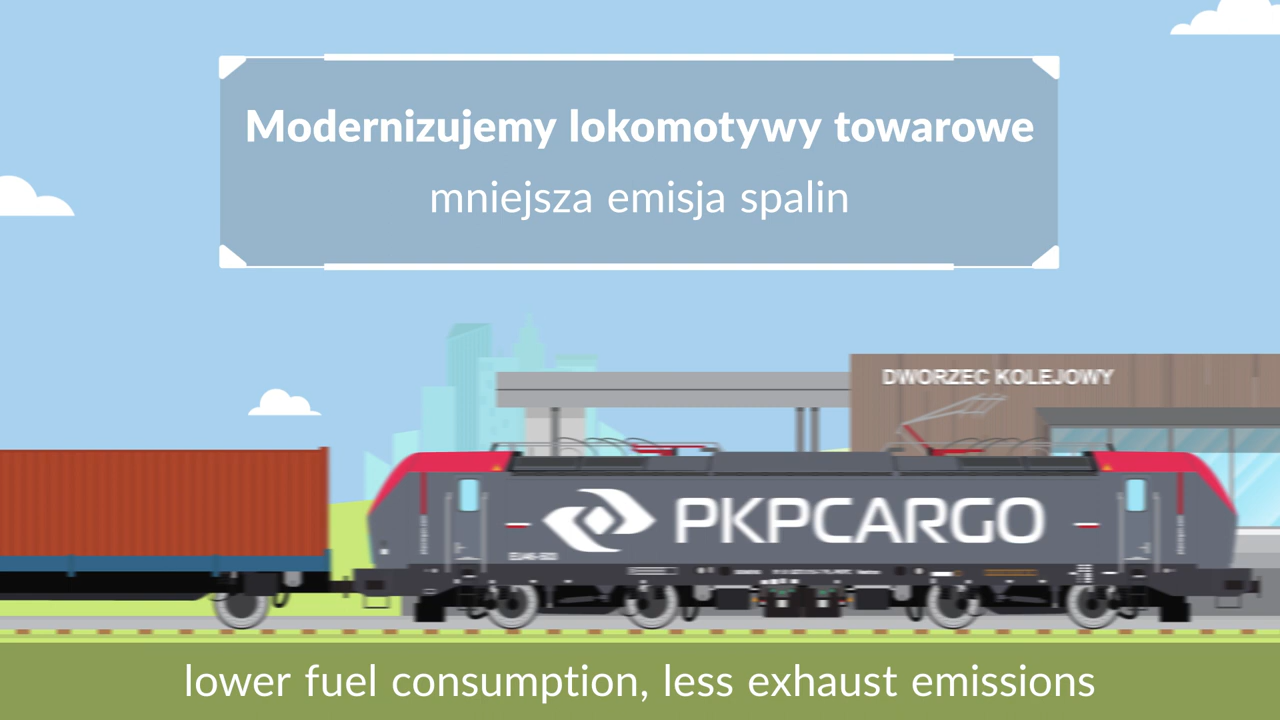 Modernizujemy lokomotywy towarowe
mniejsza emisja spalin
DWORZEC KOLEJOWY
PKPCARGO
lower fuel consumption, less exhaust emissions